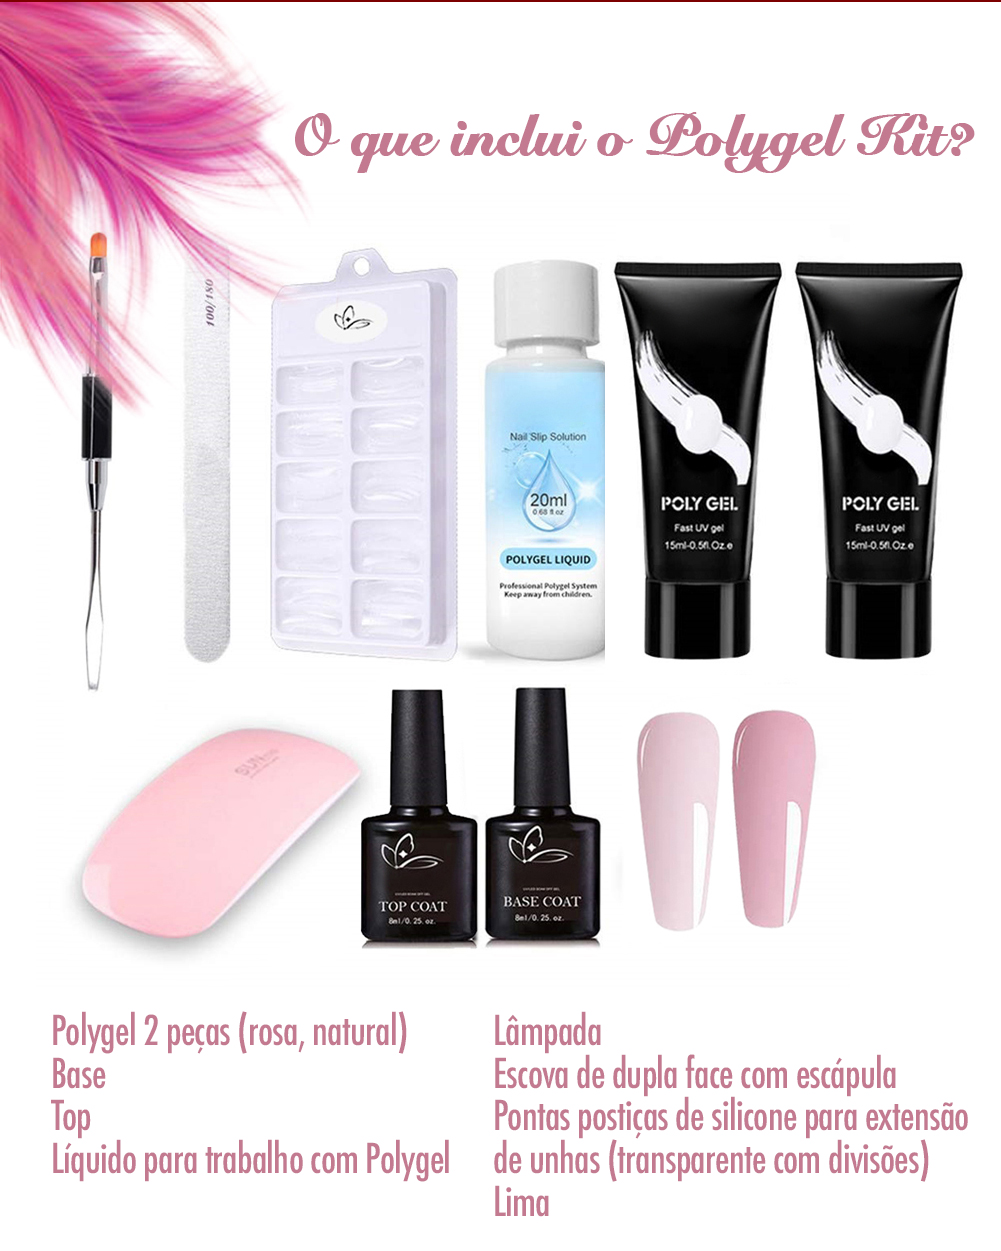 O que inclui o Polygel Kit?
100/180
Nail Slip Solution
20ml
0.68 fl oz
POLYGEL LIQUID
Professional Polygel System
Keep away from children.
POLY GEL
Fast UV gel
15ml-0.5fl.Oz.e
POLY GEL
Fast UV gel
15ml-0.5fl.Oz.e
SUN
TOP COAT
8ml/0.25 oz.
BASE COAT
8ml/0.25 oz.
Polygel 2 peças (rosa, natural)
Base
Top
Líquido para trabalho com Polygel
Lâmpada
Escova de dupla face com escápula
Pontas postiças de silicone para extensão
de unhas (transparente com divisões)
Lima